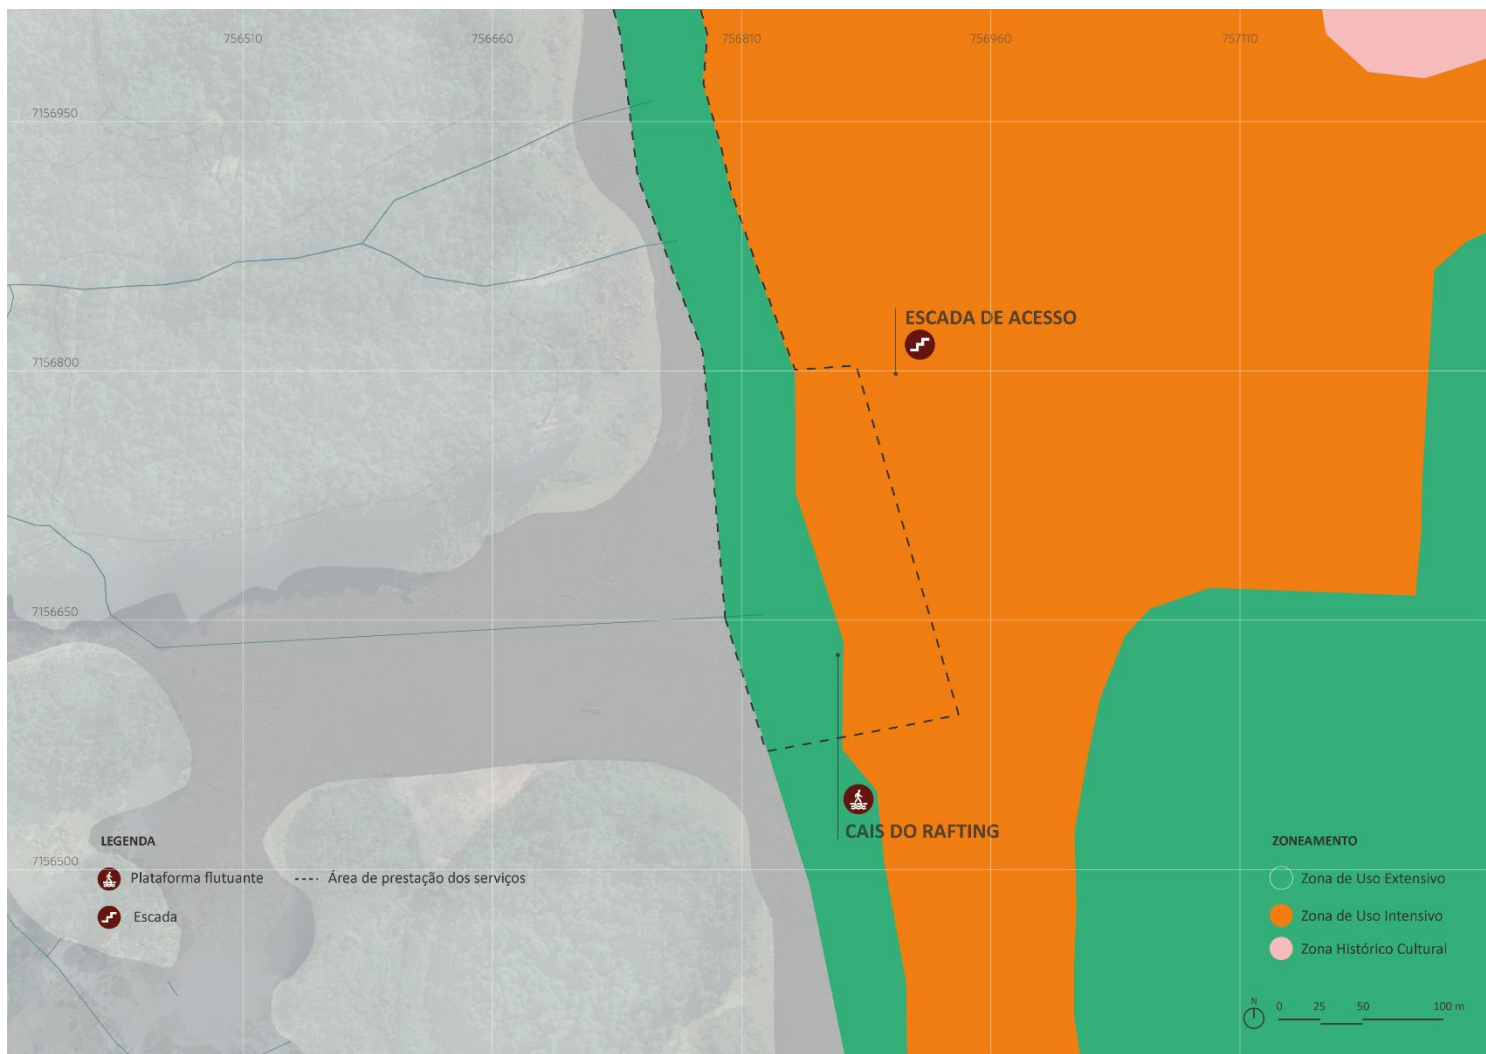 756510
756660
756810
756960
757110
7156950
ESCADA DE ACESSO
7156800
7156650
CAIS DO RAFTING
7156500
LEGENDA
Plataforma flutuante
Área de prestação dos serviços
Escada
ZONEAMENTO
Zona de Uso Extensivo
Zona de Uso Intensivo
Zona Histórico Cultural
N
0 25 50 100 m